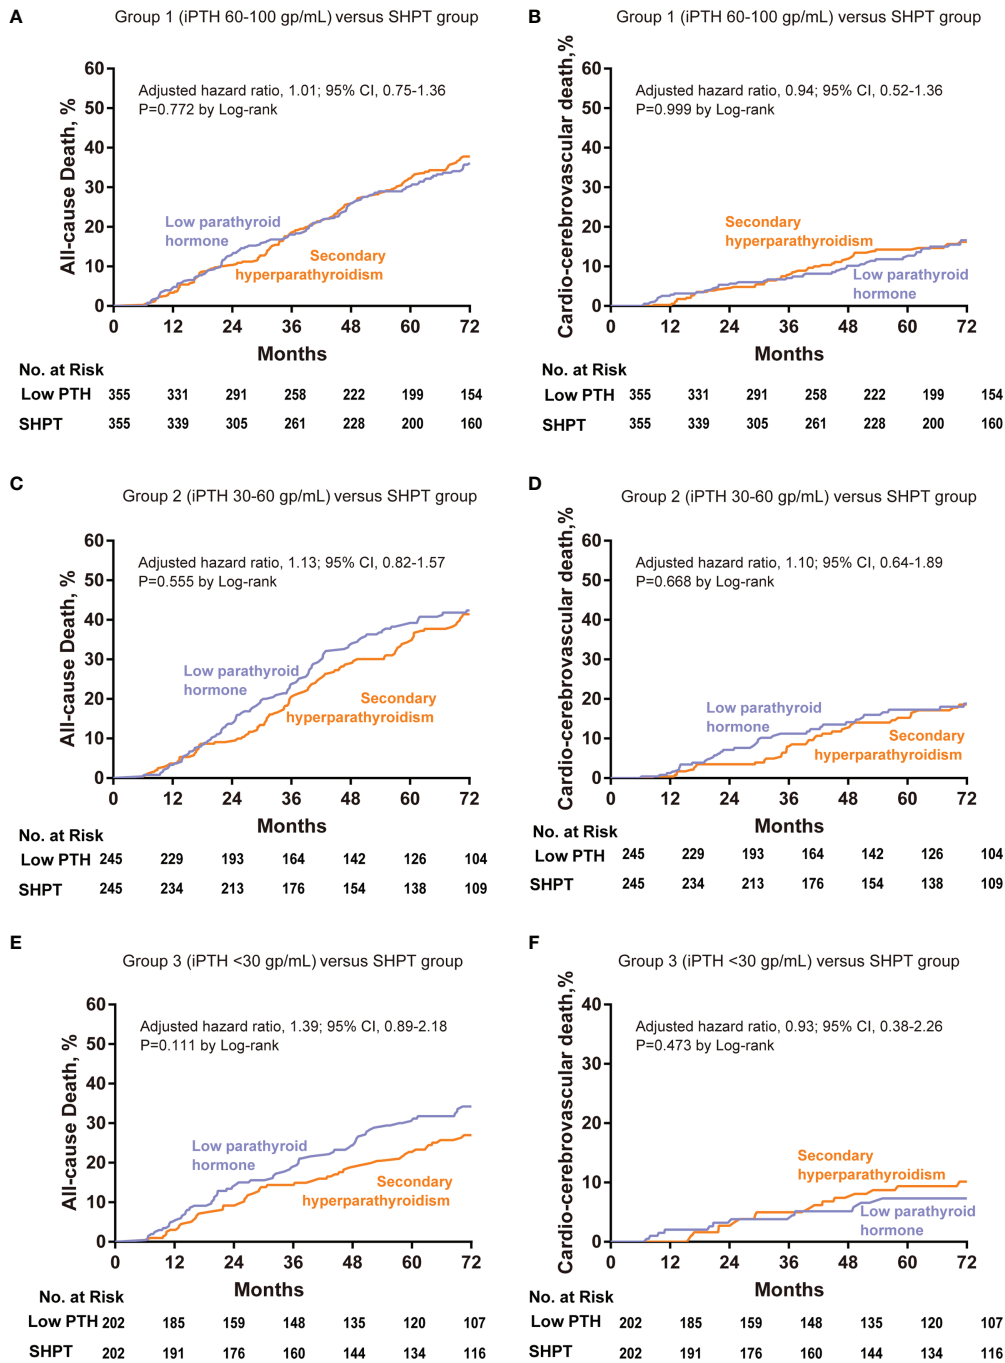 A
Group 1 (iPTH 60-100 gp/mL) versus SHPT group
All-cause Death, %
60
50
40
30
20
10
0
Adjusted hazard ratio, 1.01; 95% CI, 0.75-1.36
P=0.772 by Log-rank
Low parathyroid
hormone
Secondary
hyperparathyroidism
0 12 24 36 48 60 72
Months
No. at Risk
Low PTH 355 331 291 258 222 199 154
SHPT 355 339 305 261 228 200 160
B
Group 1 (iPTH 60-100 gp/mL) versus SHPT group
Cardio-cerebrovascular death,%
60
50
40
30
20
10
0
Adjusted hazard ratio, 0.94; 95% CI, 0.52-1.36
P=0.999 by Log-rank
Secondary
hyperparathyroidism
Low parathyroid
hormone
0 12 24 36 48 60 72
Months
No. at Risk
Low PTH 355 331 291 258 222 199 154
SHPT 355 339 305 261 228 200 160
C
Group 2 (iPTH 30-60 gp/mL) versus SHPT group
All-cause Death, %
60
50
40
30
20
10
0
Adjusted hazard ratio, 1.13; 95% CI, 0.82-1.57
P=0.555 by Log-rank
Low parathyroid
hormone
Secondary
hyperparathyroidism
0 12 24 36 48 60 72
Months
No. at Risk
Low PTH 245 229 193 164 142 126 104
SHPT 245 234 213 176 154 138 109
D
Group 2 (iPTH 30-60 gp/mL) versus SHPT group
Cardio-cerebrovascular death,%
60
50
40
30
20
10
0
Adjusted hazard ratio, 1.10; 95% CI, 0.64-1.89
P=0.668 by Log-rank
Low parathyroid
hormone
Secondary
hyperparathyroidism
0 12 24 36 48 60 72
Months
No. at Risk
Low PTH 245 229 193 164 142 126 104
SHPT 245 234 213 176 154 138 109
E
Group 3 (iPTH <30 gp/mL) versus SHPT group
All-cause Death, %
60
50
40
30
20
10
0
Adjusted hazard ratio, 1.39; 95% CI, 0.89-2.18
P=0.111 by Log-rank
Low parathyroid
hormone
Secondary
hyperparathyroidism
0 12 24 36 48 60 72
Months
No. at Risk
Low PTH 202 185 159 148 135 120 107
SHPT 202 191 176 160 144 134 116
F
Group 3 (iPTH <30 gp/mL) versus SHPT group
Cardio-cerebrovascular death,%
40
30
20
10
0
Adjusted hazard ratio, 0.93; 95% CI, 0.38-2.26
P=0.473 by Log-rank
Secondary
hyperparathyroidism
Low parathyroid
hormone
0 12 24 36 48 60 72
Months
No. at Risk
Low PTH 202 185 159 148 135 120 107
SHPT 202 191 176 160 144 134 116